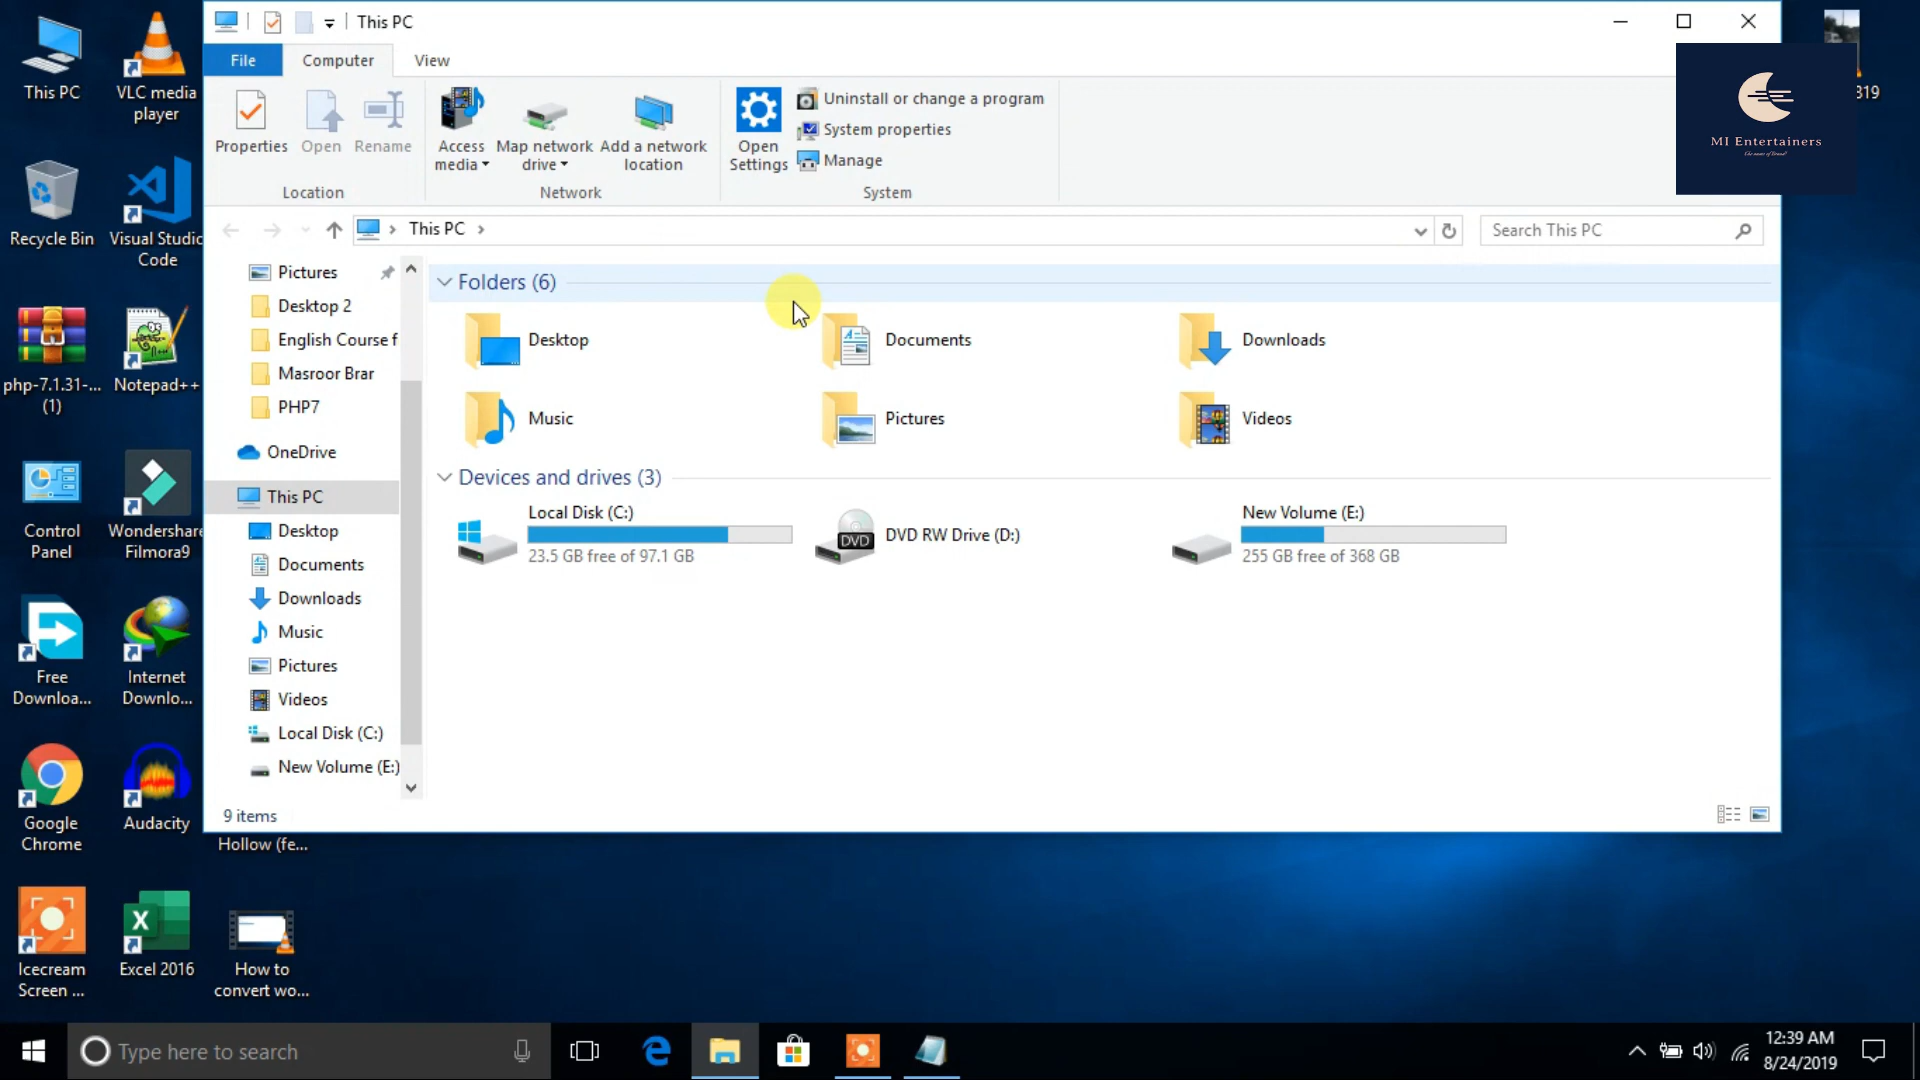 This PC
File
Computer
View
Properties
Open
Rename
Location
Access
media
Map network
drive
Add a network
location
Network
Open
Settings
Uninstall or change a program
System properties
Manage
System
This PC
Search This PC
MI Entertainers
Pictures
Desktop 2
English Course f
Masroor Brar
PHP7
OneDrive
This PC
Desktop
Documents
Downloads
Music
Pictures
Videos
Local Disk (C:)
New Volume (E:)
Folders (6)
Desktop
Documents
Downloads
Music
Pictures
Videos
Devices and drives (3)
Local Disk (C:)
23.5 GB free of 97.1 GB
DVD
DVD RW Drive (D:)
New Volume (E:)
255 GB free of 368 GB
9 items
This PC
VLC media
player
Recycle Bin
Visual Studio
Code
php-7.1.31-...
(1)
Notepad++
Control
Panel
Wondershare
Filmora9
Free
Downloa...
Internet
Downlo...
Google
Chrome
Audacity
Hollow (fe...
Icecream
Screen ...
Excel 2016
How to
convert wo...
319
Type here to search
12:39 AM
8/24/2019